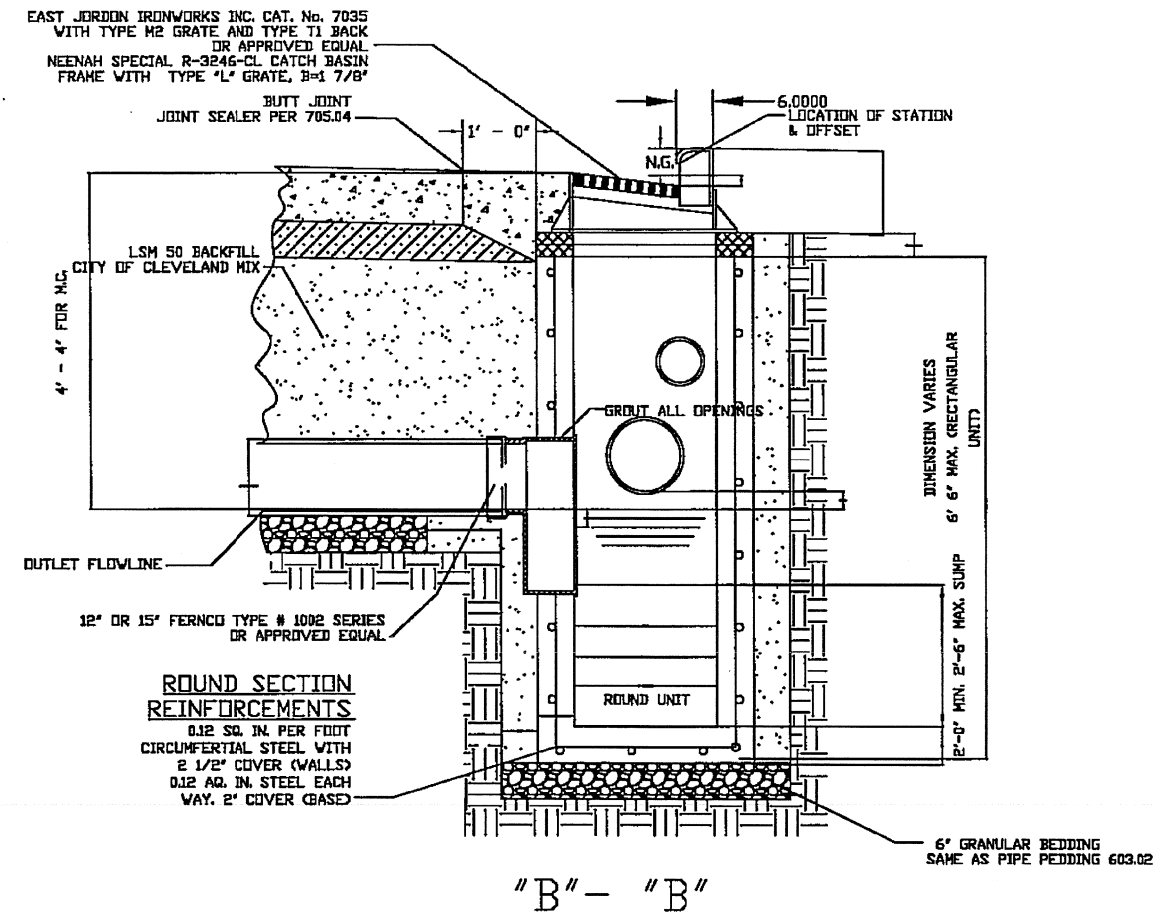 EAST JORDON IRONWORKS INC. CAT. No. 7035
WITH TYPE M2 GRATE AND TYPE T1 BACK
OR APPROVED EQUAL
NEENAH SPECIAL R-3246-CL CATCH BASIN
FRAME WITH TYPE "L" GRATE, B=1 7/8"
BUTT JOINT
JOINT SEALER PER 705.04
1' - 0"
6.0000
LOCATION OF STATION
& OFFSET
N.G.
LSM 50 BACKFILL
CITY OF CLEVELAND MIX
4' - 4" FOR M.C.
GROUT ALL OPENINGS
DIMENSION VARIES
6' 6" MAX. (RECTANGULAR
UNIT)
OUTLET FLOWLINE
12" OR 15" FERNCO TYPE # 1002 SERIES
OR APPROVED EQUAL
2'-0" MIN. 2'-6" MAX. SUMP
ROUND SECTION
REINFORCEMENTS
0.12 SQ. IN. PER FOOT
CIRCUMFERTIAL STEEL WITH
2 1/2" COVER (WALLS)
0.12 AQ. IN. STEEL EACH
WAY. 2" COVER (BASE)
ROUND UNIT
6" GRANULAR BEDDING
SAME AS PIPE PEDDING 603.02
"B"- "B"